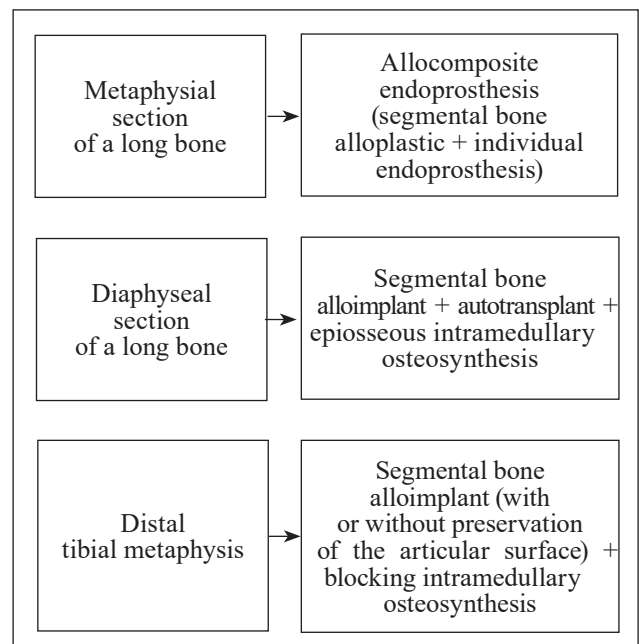 Metaphysial
section
of a long bone
Allocomposite
endoprosthesis
(segmental bone
alloplastic + individual
endoprosthesis)
Diaphyseal
section
of a long bone
Segmental bone
alloimplant + autotransplant +
epiosseous intramedullary
osteosynthesis
Distal
tibial metaphysis
Segmental bone
alloimplant (with
or without preservation
of the articular surface) +
blocking intramedullary
osteosynthesis